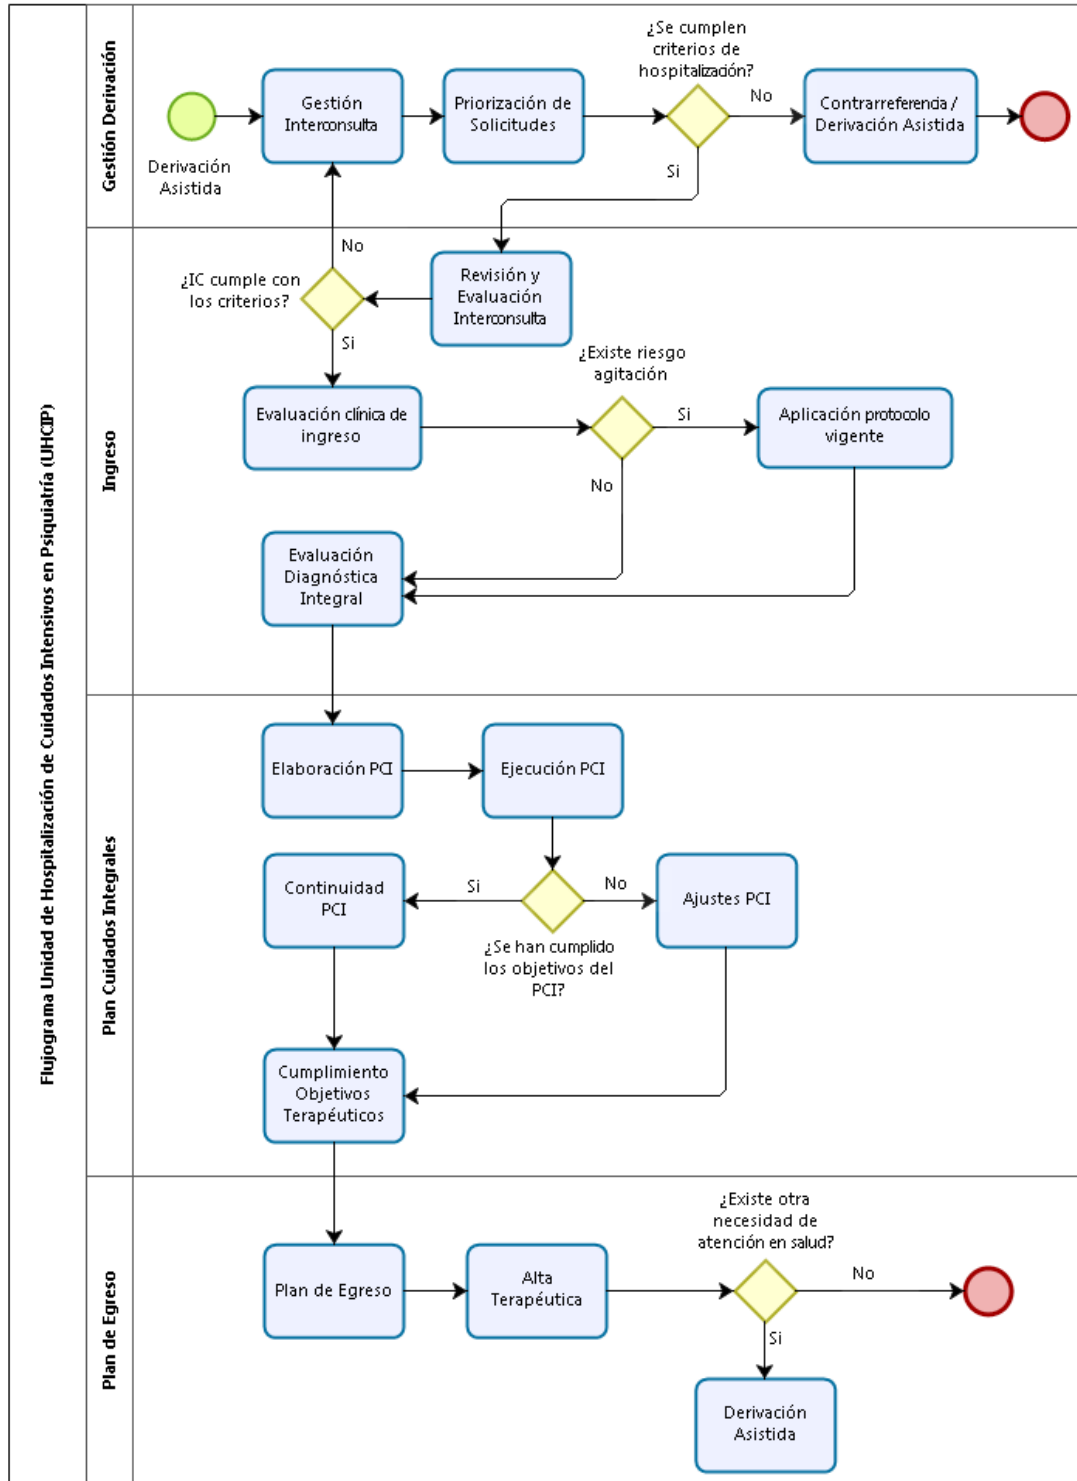 Flujograma Unidad de Hospitalización de Cuidados Intensivos en Psiquiatría (UHCIP)
Gestión Derivación
Derivación
Asistida
Gestión
Interconsulta
Priorización de
Solicitudes
¿Se cumplen
criterios de
hospitalización?
No
Si
Contrarreferencia /
Derivación Asistida
Ingreso
Revisión y
Evaluación
Interconsulta
¿IC cumple con
los criterios?
No
Si
Evaluación clínica de
ingreso
¿Existe riesgo
agitación
Si
No
Aplicación protocolo
vigente
Evaluación
Diagnóstica
Integral
Plan Cuidados Integrales
Elaboración PCI
Ejecución PCI
¿Se han cumplido
los objetivos del
PCI?
Si
No
Continuidad
PCI
Ajustes PCI
Cumplimiento
Objetivos
Terapéuticos
Plan de Egreso
Plan de Egreso
Alta
Terapéutica
¿Existe otra
necesidad de
atención en salud?
No
Si
Derivación
Asistida